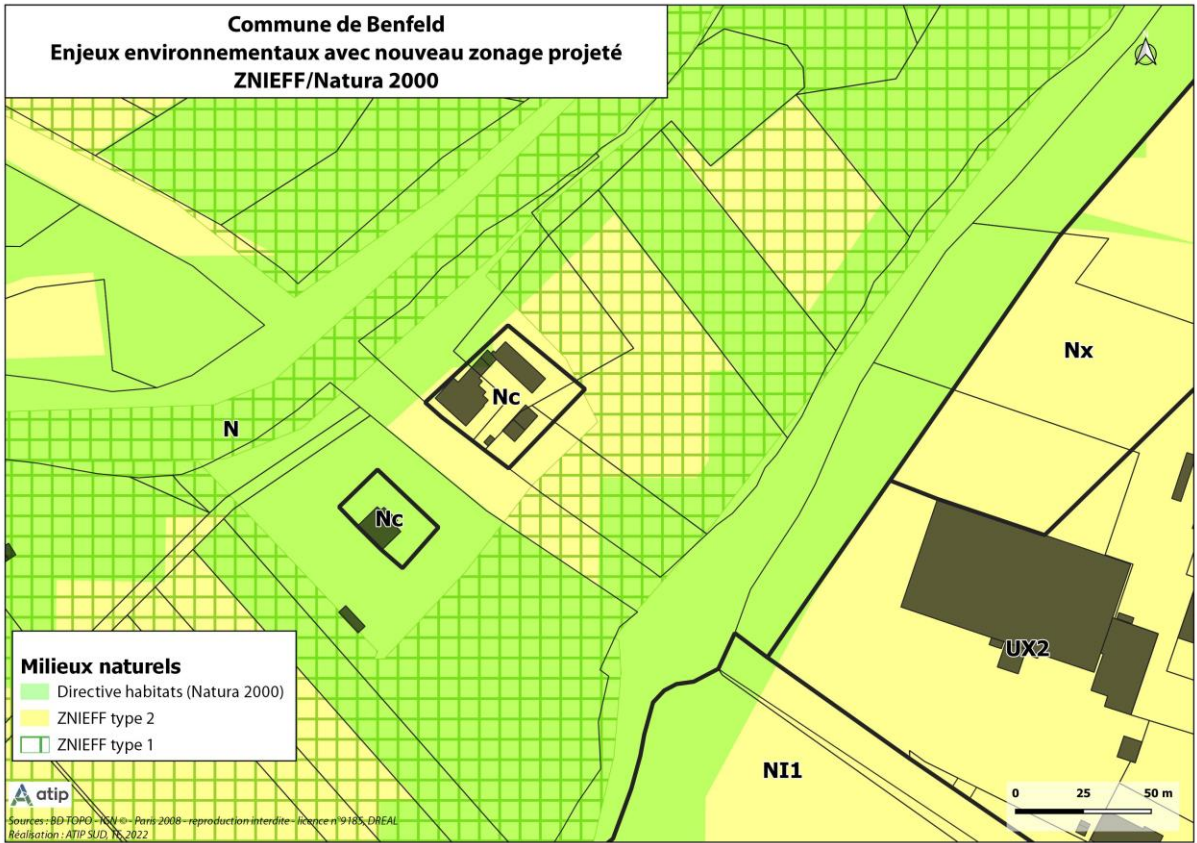 Commune de Benfeld
Enjeux environnementaux avec nouveau zonage projeté
ZNIEFF/Natura 2000
Nx
Nc
N
Nc
UX2
NI1
Milieux naturels
Directive habitats (Natura 2000)
ZNIEFF type 2
ZNIEFF type 1
0 25 50 m
atip
Sources : BD TOPO - IGN © - Paris 2008 - reproduction interdite - licence n°9185, DREAL
Réalisation : ATIP SUD, TF, 2022